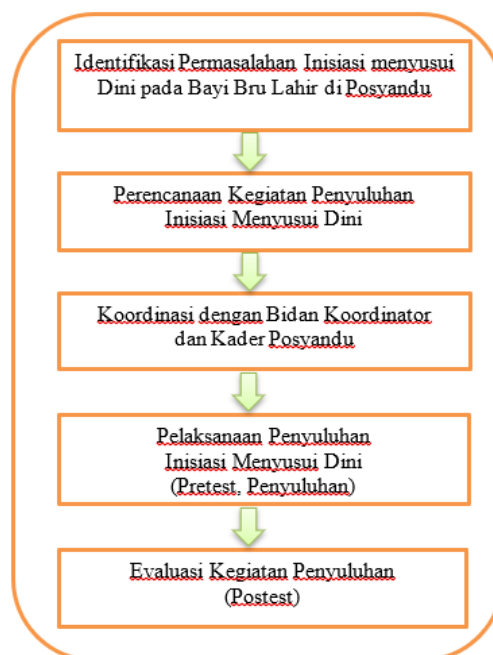 Identifikasi Permasalahan Inisiasi menyusui
Dini pada Bayi Bru Lahir di Posyandu
Perencanaan Kegiatan Penyuluhan
Inisiasi Menyusui Dini
Koordinasi dengan Bidan Koordinator
dan Kader Posyandu
Pelaksanaan Penyuluhan
Inisiasi Menyusui Dini
(Pretest, Penyuluhan)
Evaluasi Kegiatan Penyuluhan
(Postest)